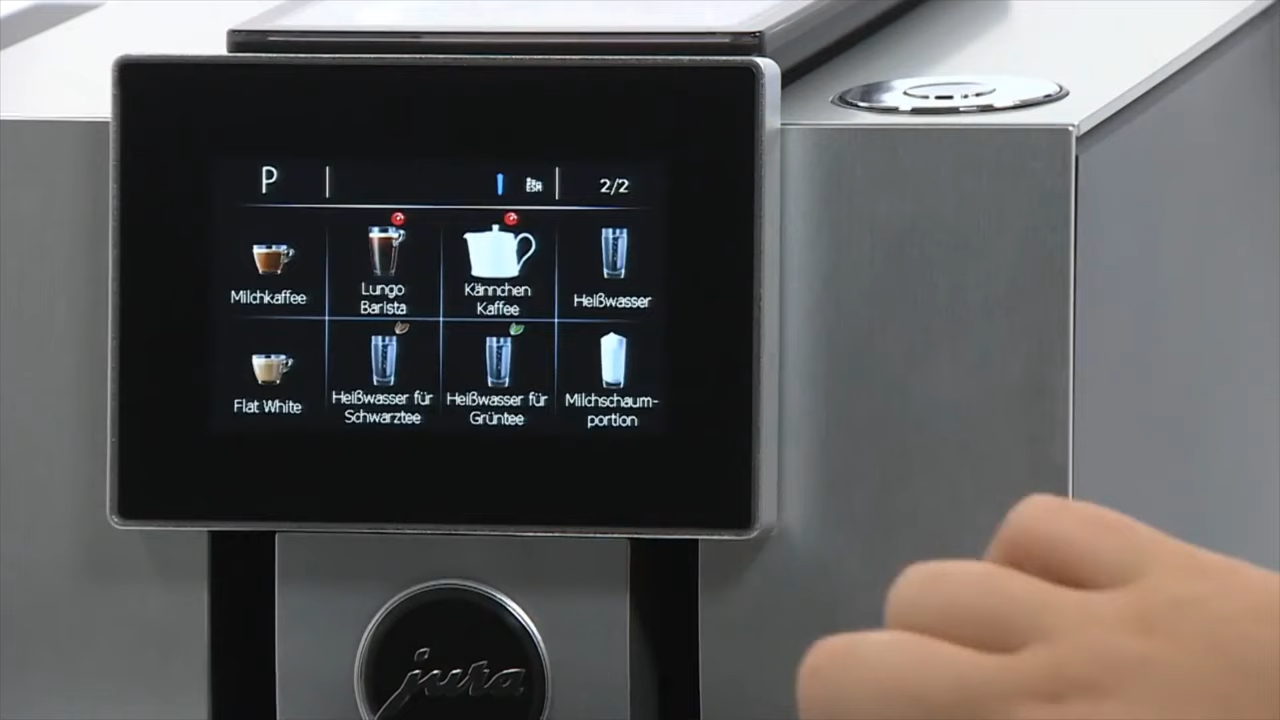 P
2/2
Milchkaffee
Lungo
Barista
Kännchen
Kaffee
Heißwasser
Flat White
Heißwasser für
Schwarztee
Heißwasser für
Grüntee
Milchschaum-
portion
jura